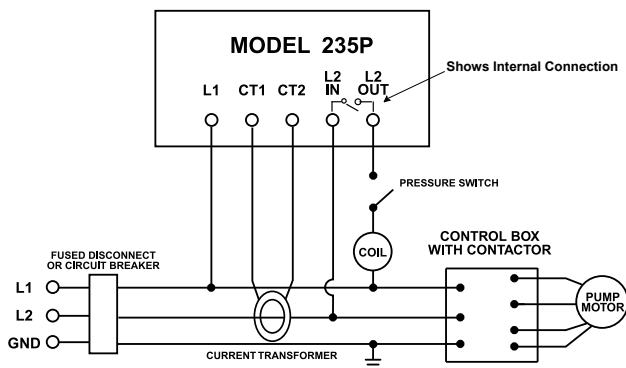 MODEL 235P
Shows Internal Connection
L1
CT1
CT2
L2
IN
L2
OUT
PRESSURE SWITCH
COIL
CONTROL BOX
WITH CONTACTOR
FUSED DISCONNECT
OR CIRCUIT BREAKER
L1
L2
GND
CURRENT TRANSFORMER
PUMP
MOTOR